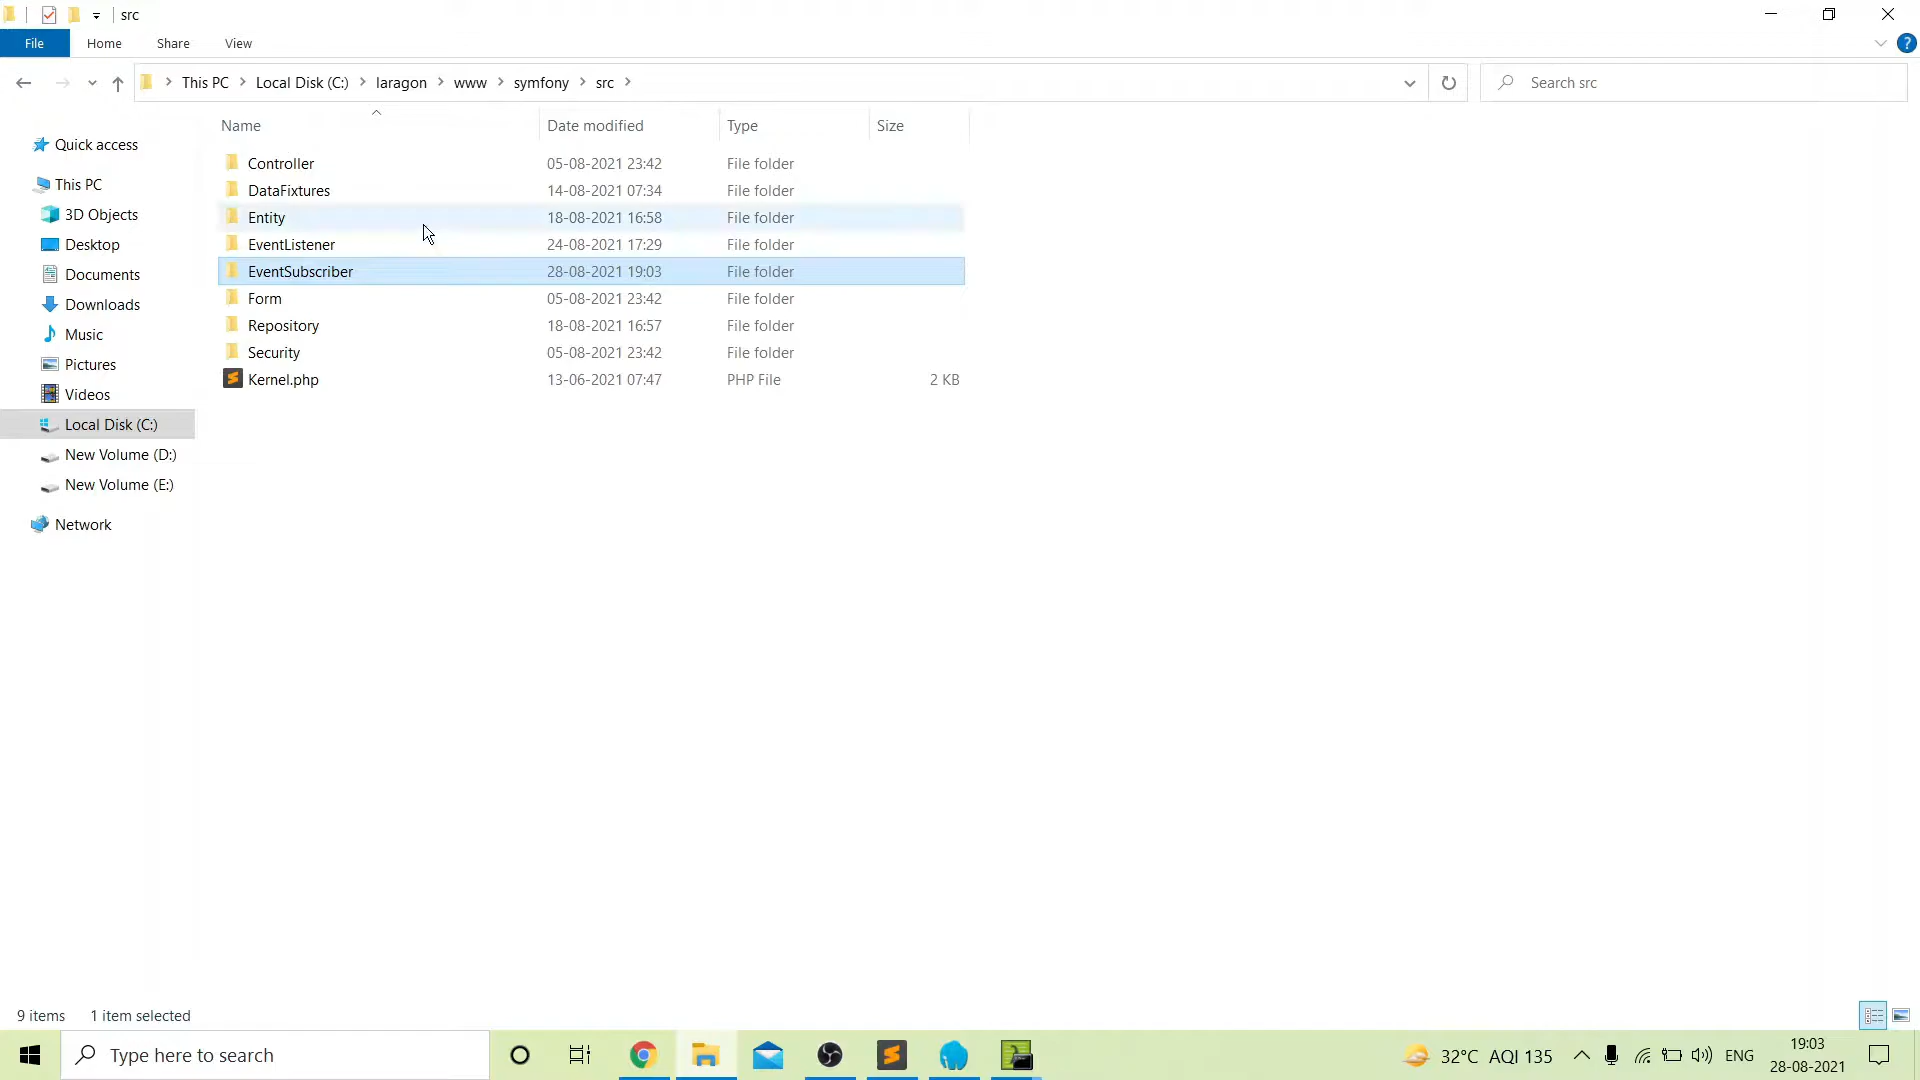 src
File Home Share View
This PC Local Disk (C:) laragon www symfony src
Search src
Name Date modified Type Size
Quick access
This PC
3D Objects
Desktop
Documents
Downloads
Music
Pictures
Videos
Local Disk (C:)
New Volume (D:)
New Volume (E:)
Network
Controller 05-08-2021 23:42 File folder
DataFixtures 14-08-2021 07:34 File folder
Entity 18-08-2021 16:58 File folder
EventListener 24-08-2021 17:29 File folder
EventSubscriber 28-08-2021 19:03 File folder
Form 05-08-2021 23:42 File folder
Repository 18-08-2021 16:57 File folder
Security 05-08-2021 23:42 File folder
Kernel.php 13-06-2021 07:47 PHP File 2 KB
9 items 1 item selected
Type here to search
32°C AQI 135
ENG
19:03
28-08-2021